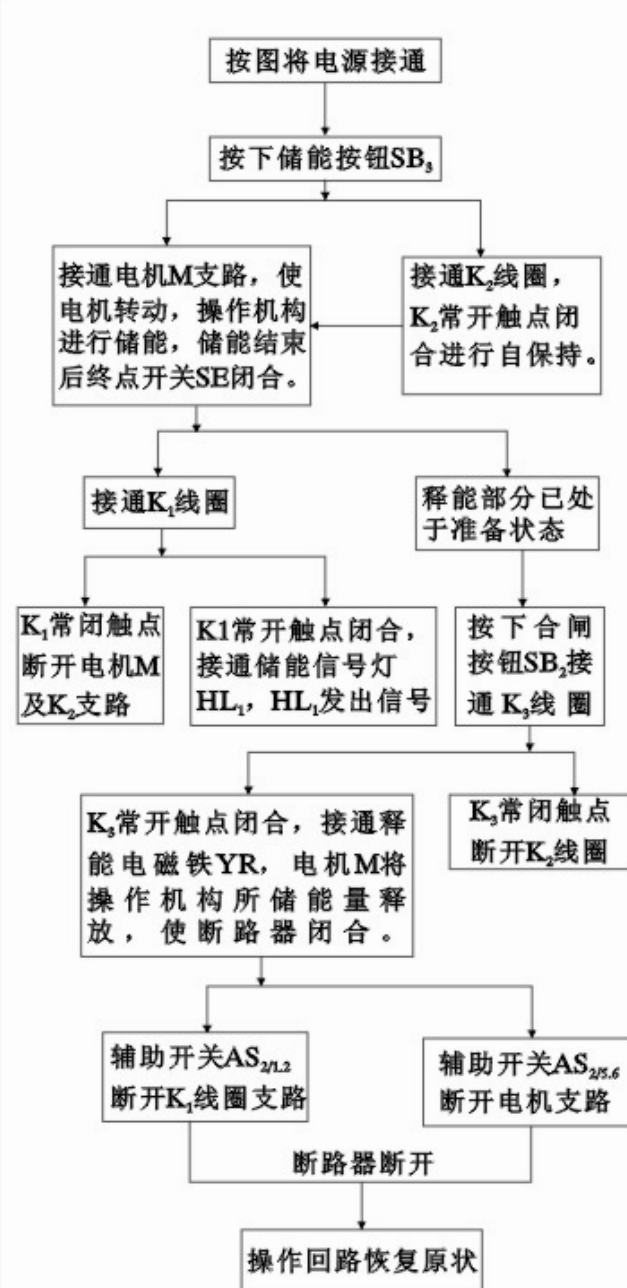 按图将电源接通
按下储能按钮SB₃
接通电机M支路，使
电机转动，操作机构
进行储能，储能结束
后终点开关SE闭合。
接通K₂线圈，
K₂常开触点闭
合进行自保持。
接通K₁线圈
释能部分已处
于准备状态
K₁常闭触点
断开电机M
及K₂支路
K1常开触点闭合，
接通储能信号灯
HL₁，HL₁发出信号
按下合闸
按钮SB₂接
通K₃线圈
K₃常开触点闭合，接通释
能电磁铁YR，电机M将
操作机构所储能量释
放，使断路器闭合。
K₃常闭触点
断开K₂线圈
辅助开关AS₂/₁.₂
断开K₁线圈支路
辅助开关AS₂/₅.₆
断开电机支路
断路器断开
操作回路恢复原状